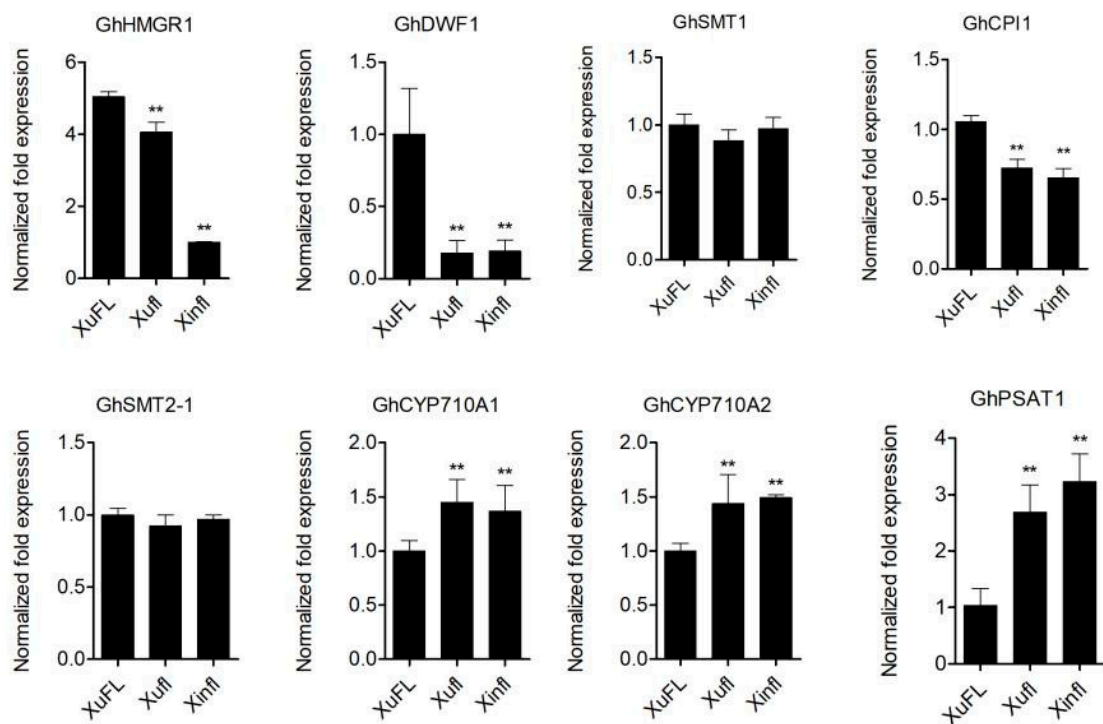 GhHMGR1
Normalized fold expression
6
4
2
0
**
**
XuFL
Xufl
Xinfl
GhDWF1
Normalized fold expression
1.5
1.0
0.5
0.0
**
**
XuFL
Xufl
Xinfl
GhSMT1
Normalized fold expression
1.5
1.0
0.5
0.0
XuFL
Xufl
Xinfl
GhCPI1
Normalized fold expression
1.5
1.0
0.5
0.0
**
**
XuFL
Xufl
Xinfl
GhSMT2-1
Normalized fold expression
1.5
1.0
0.5
0.0
XuFL
Xufl
Xinfl
GhCYP710A1
Normalized fold expression
2.0
1.5
1.0
0.5
0.0
**
**
XuFL
Xufl
Xinfl
GhCYP710A2
Normalized fold expression
2.0
1.5
1.0
0.5
0.0
**
**
XuFL
Xufl
Xinfl
GhPSAT1
Normalized fold expression
4
3
2
1
0
**
**
XuFL
Xufl
Xinfl